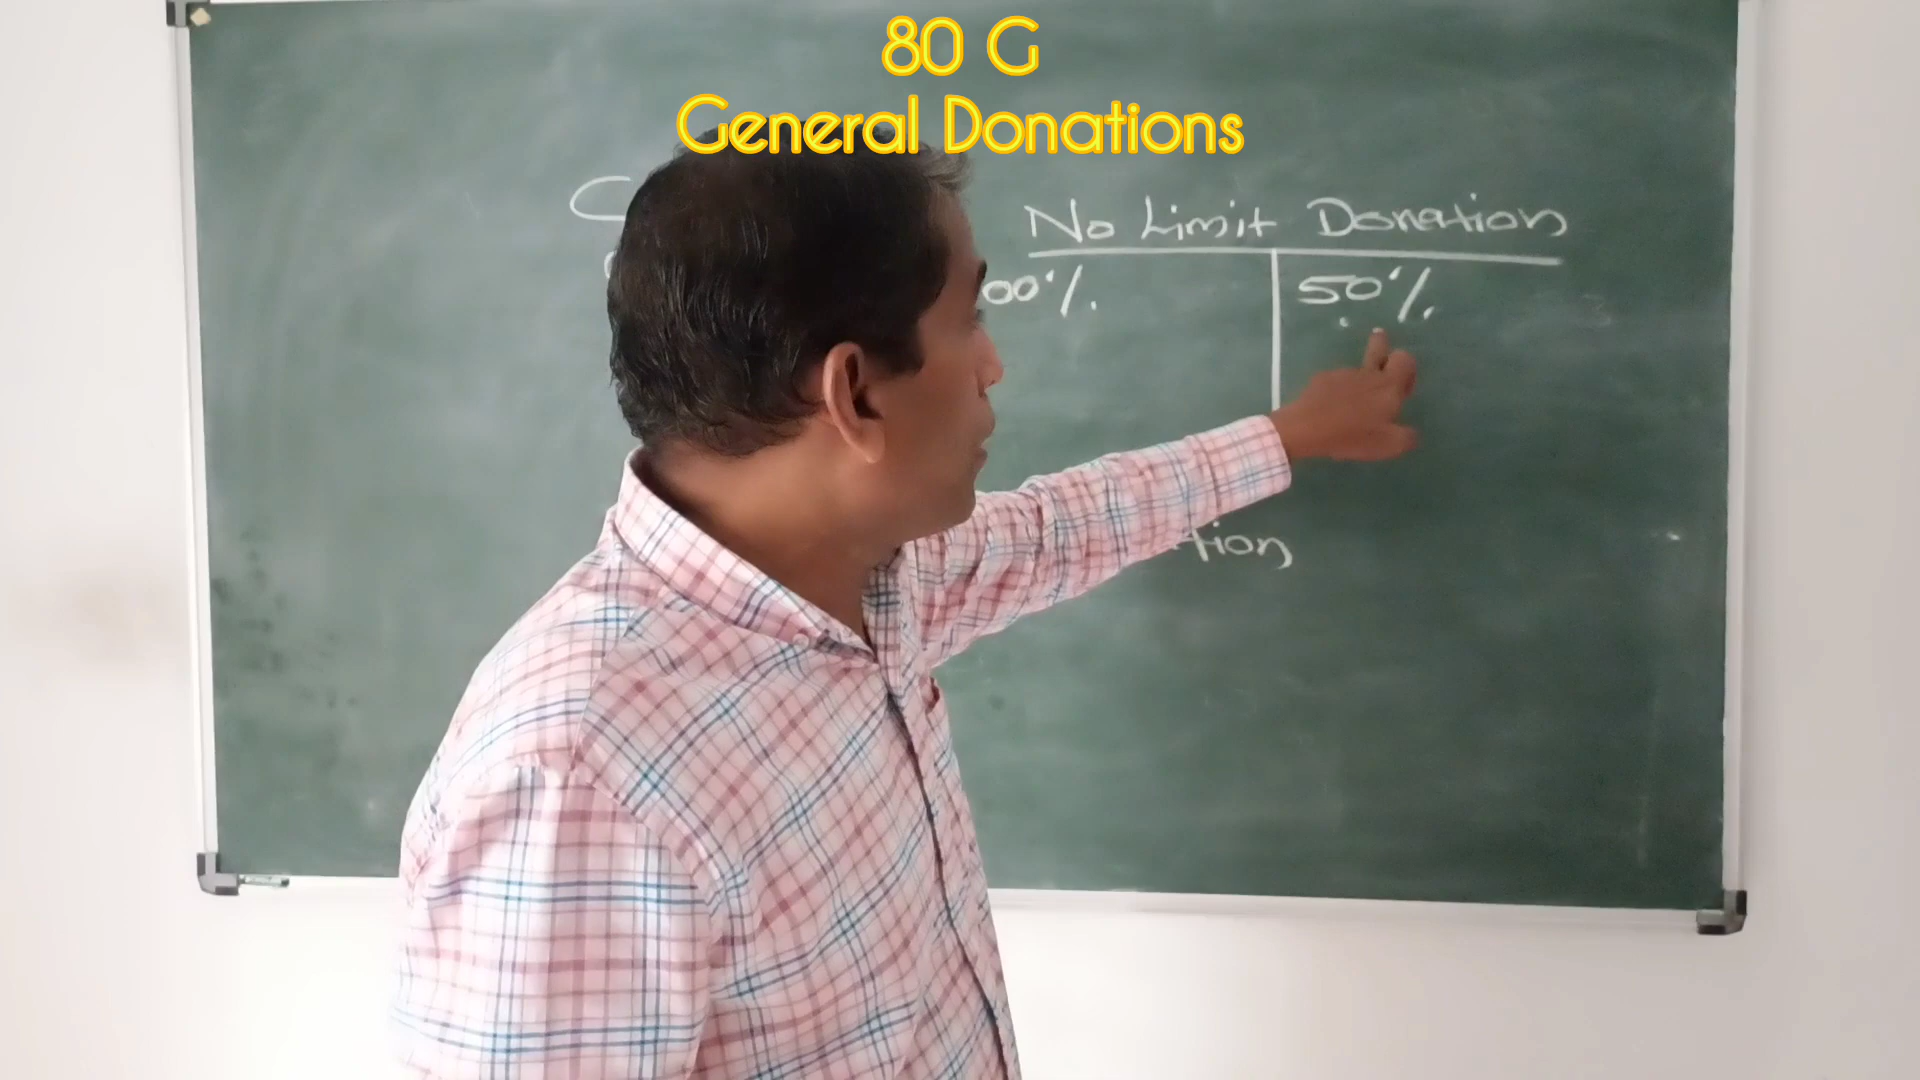 80 G
General Donations
No Limit Donation
00%. 50%.
tion